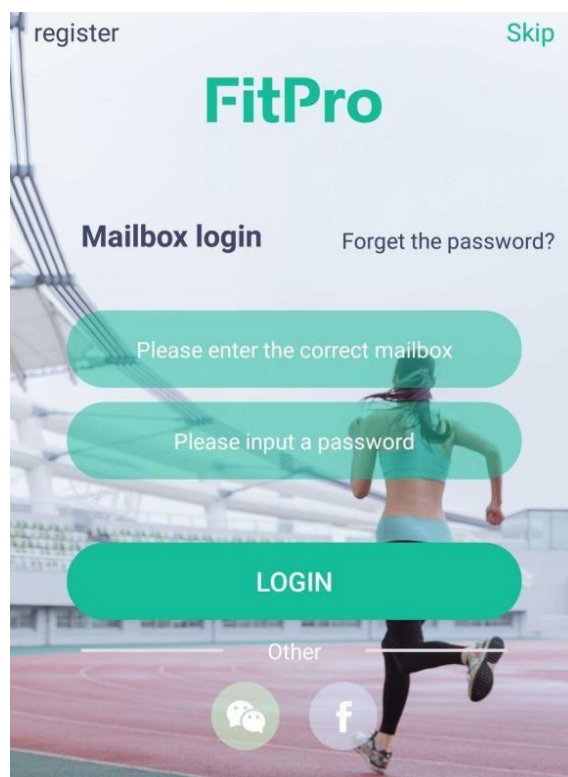 register Skip
FitPro
Mailbox login Forget the password?
Please enter the correct mailbox
Please input a password
LOGIN
Other
f